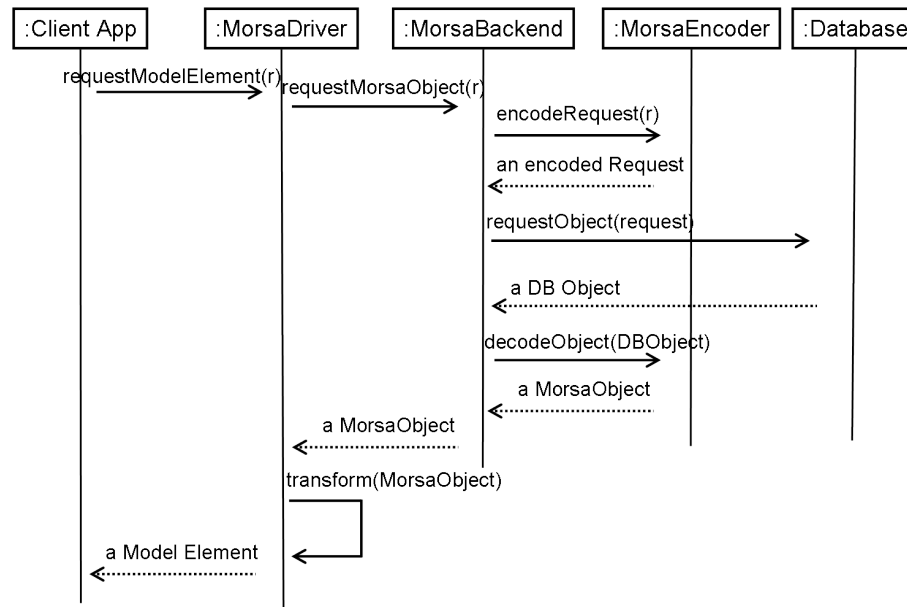 :Client App
:MorsaDriver
:MorsaBackend
:MorsaEncoder
:Database
requestModelElement(r)
requestMorsaObject(r)
encodeRequest(r)
an encoded Request
requestObject(request)
a DB Object
decodeObject(DBObject)
a MorsaObject
a MorsaObject
transform(MorsaObject)
a Model Element